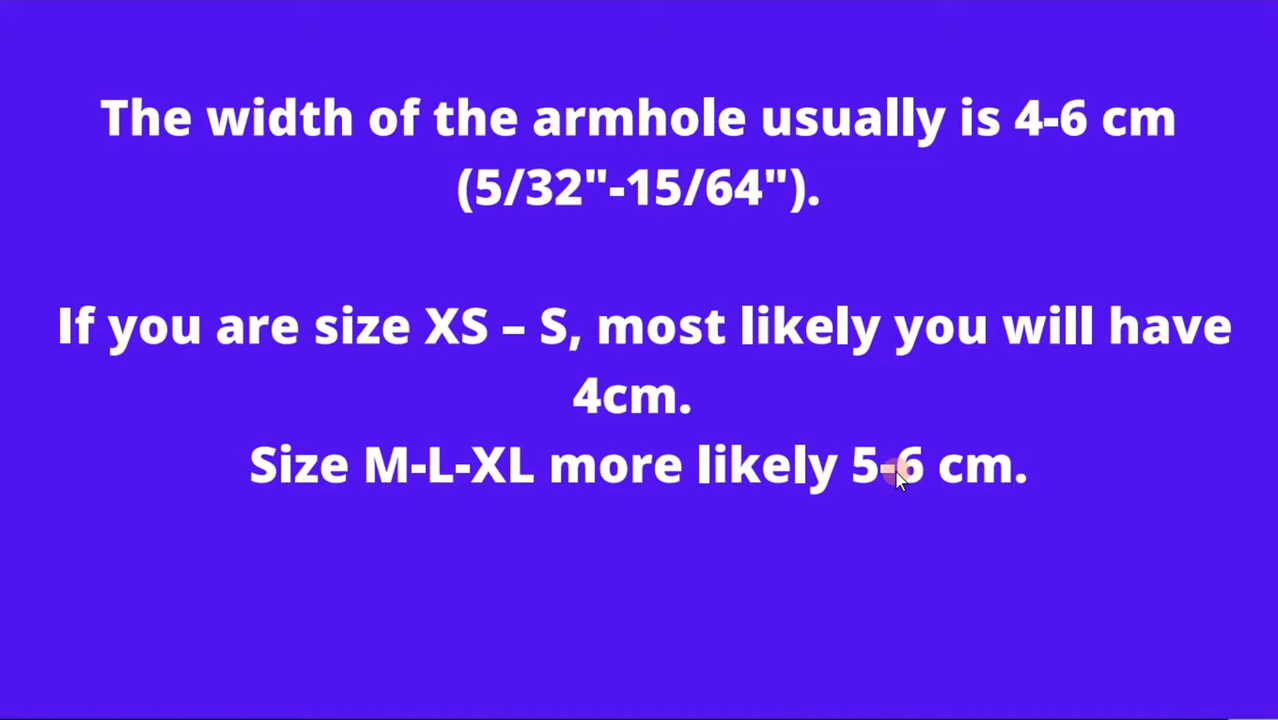 The width of the armhole usually is 4-6 cm
(5/32"-15/64").
If you are size XS – S, most likely you will have
4cm.
Size M-L-XL more likely 5-6 cm.